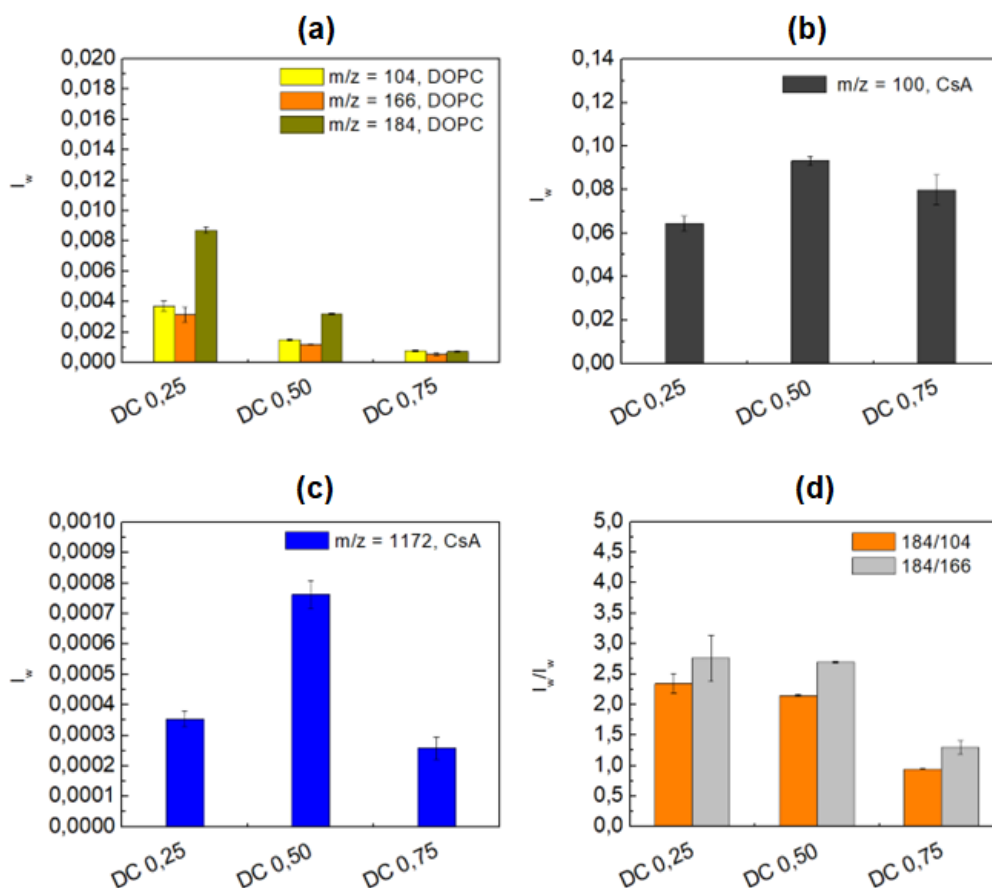 (a)
0,020
0,018
0,016
0,014
0,012
0,010
0,008
0,006
0,004
0,002
0,000
I_w
m/z = 104, DOPC
m/z = 166, DOPC
m/z = 184, DOPC
DC 0,25
DC 0,50
DC 0,75
(b)
0,14
0,12
0,10
0,08
0,06
0,04
0,02
0,00
I_w
m/z = 100, CsA
DC 0,25
DC 0,50
DC 0,75
(c)
0,0010
0,0009
0,0008
0,0007
0,0006
0,0005
0,0004
0,0003
0,0002
0,0001
0,0000
I_w
m/z = 1172, CsA
DC 0,25
DC 0,50
DC 0,75
(d)
5,0
4,5
4,0
3,5
3,0
2,5
2,0
1,5
1,0
0,5
0,0
I_w/I_w
184/104
184/166
DC 0,25
DC 0,50
DC 0,75